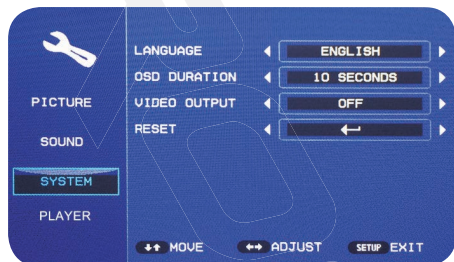 LANGUAGE ENGLISH
OSD DURATION 10 SECONDS
PICTURE VIDEO OUTPUT OFF
RESET
SOUND
SYSTEM
PLAYER
MOVE ADJUST SETUP EXIT